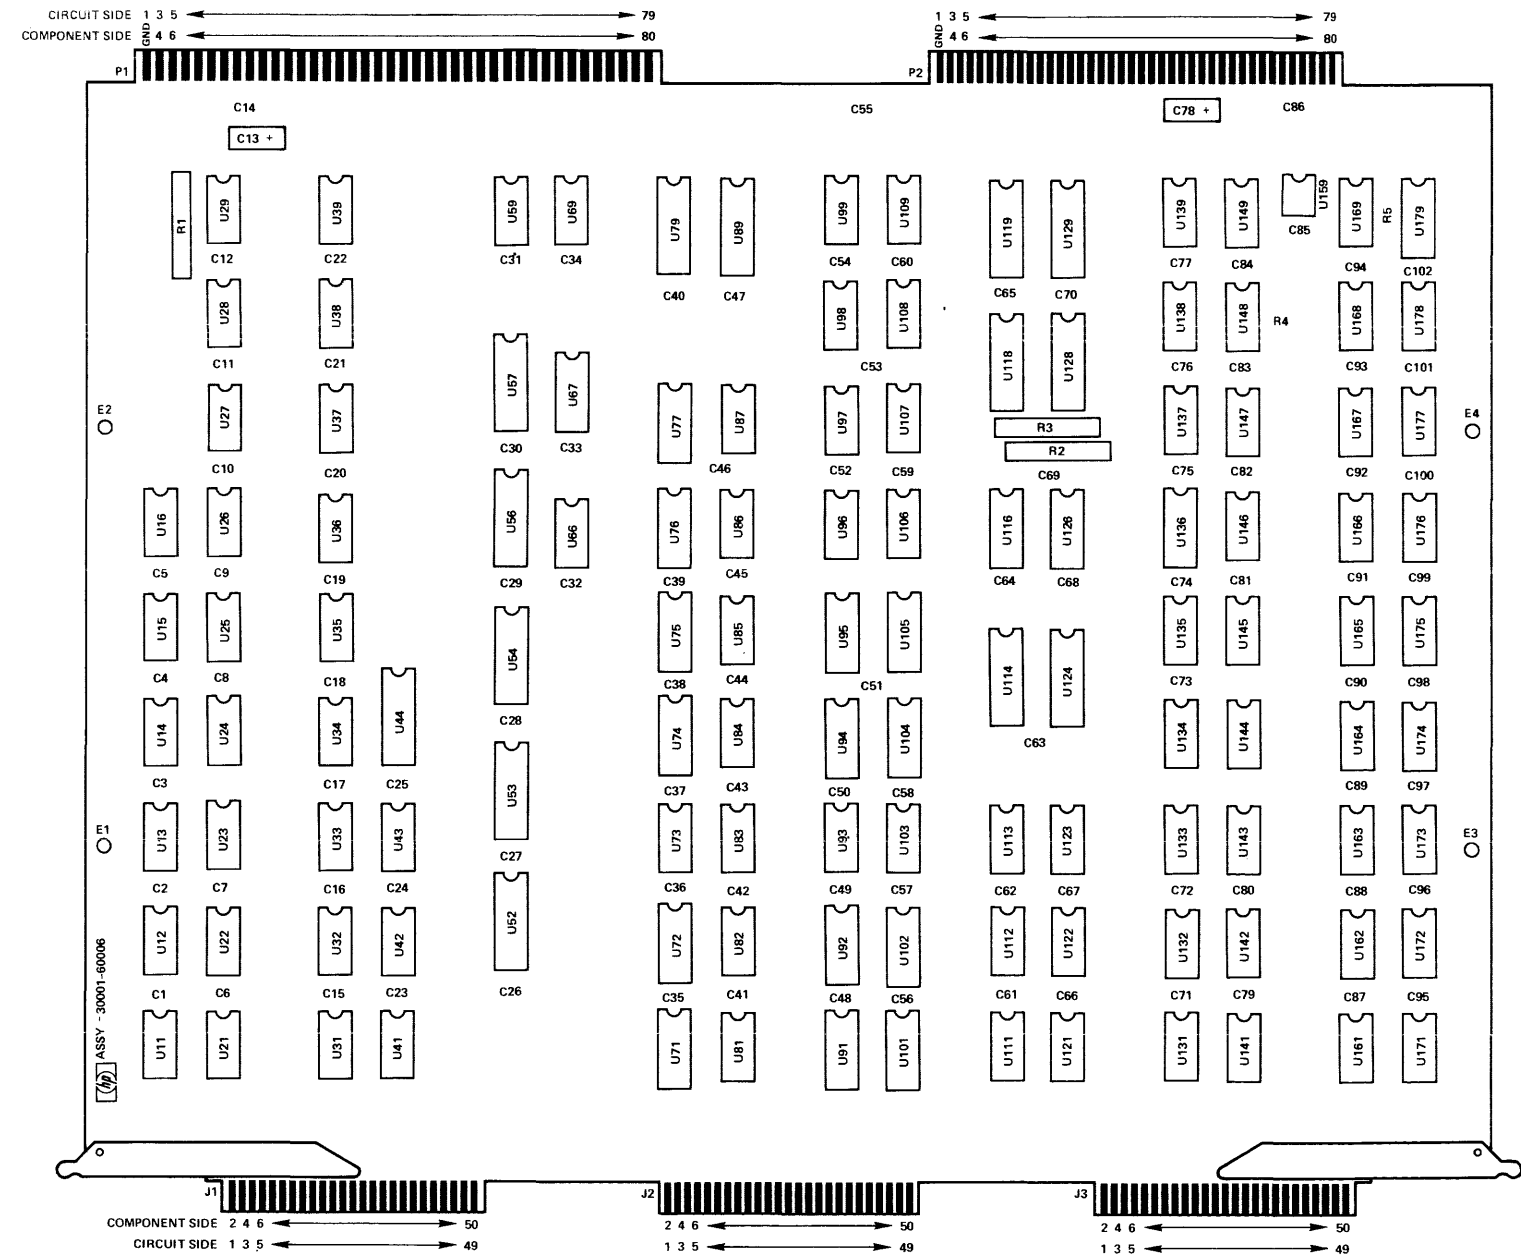 CIRCUIT SIDE 1 3 5 79
COMPONENT SIDE GND 4 6 80
1 3 5 79
GND 4 6 80
P1
P2
C14 C55 C78 + C86
C13 +
R1 U29 U39 U59 U69 U79 U89 U99 U109 U119 U129 U139 U149 U159 U169 R5 U179
C12 C22 C31 C34 C54 C60 C77 C84 C85 C94 C102
C40 C47 C65 C70
U28 U38 U98 U108 U138 U148 R4 U168 U178
C11 C21 C53 C76 C83 C93 C101
U57 U67 U118 U128
E2 U27 U37 U77 U87 U97 U107 R3 U137 U147 U167 U177 E4
R2
C10 C20 C30 C33 C46 C52 C59 C69 C75 C82 C92 C100
U16 U26 U36 U56 U66 U76 U86 U96 U106 U116 U126 U136 U146 U166 U176
C5 C9 C19 C29 C32 C39 C45 C64 C68 C74 C81 C91 C99
U15 U25 U35 U54 U75 U85 U95 U105 U114 U124 U135 U145 U165 U175
C4 C8 C18 C38 C44 C51 C73 C90 C98
U14 U24 U34 U44 C28 U74 U84 U94 U104 C63 U134 U144 U164 U174
C3 C17 C25 U53 C37 C43 C50 C58 C89 C97
E1 U13 U23 U33 U43 C27 U73 U83 U93 U103 U113 U123 U133 U143 U163 U173 E3
C2 C7 C16 C24 C36 C42 C49 C57 C62 C67 C72 C80 C88 C96
U12 U22 U32 U42 U52 U72 U82 U92 U102 U112 U122 U132 U142 U162 U172
C1 C6 C15 C23 C26 C35 C41 C48 C56 C61 C66 C71 C79 C87 C95
U11 U21 U31 U41 U71 U81 U91 U101 U111 U121 U131 U141 U161 U171
hp ASSY - 30001-60006
J1
J2
J3
COMPONENT SIDE 2 4 6 50
CIRCUIT SIDE 1 3 5 49
2 4 6 50
1 3 5 49
2 4 6 50
1 3 5 49